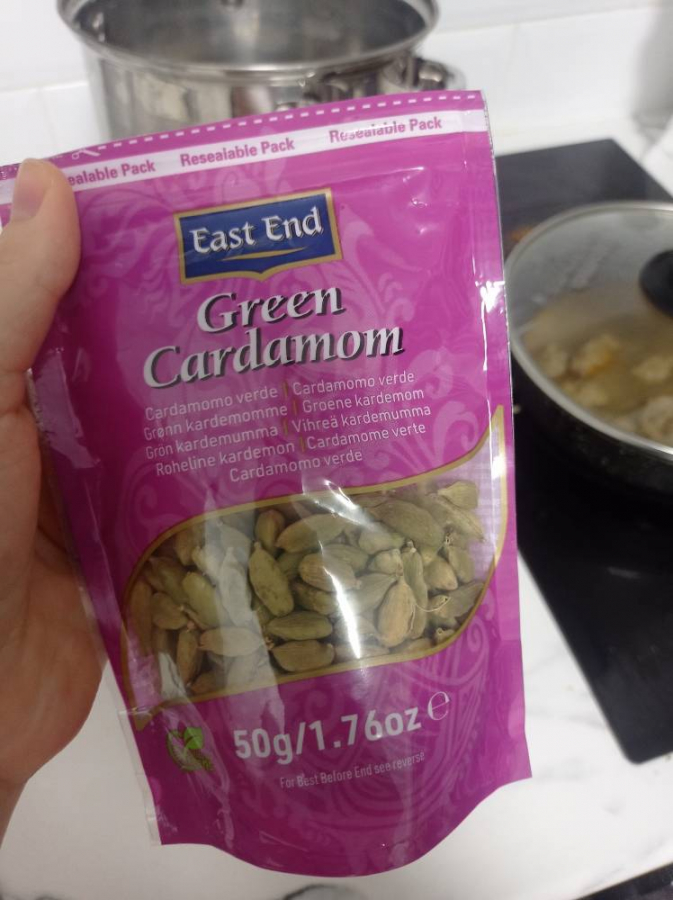 ealable Pack Resealable Pack Resealable Pack
East End
Green
Cardamom
Cardamomo verde | Cardamomo verde
Grønn kardemomme | Groene kardemom
Grön kardemumma | Vihreä kardemumma
Roheline kardemon | Cardamome verte
Cardamomo verde
50g/1.76oz ℮
For Best Before End see reverse